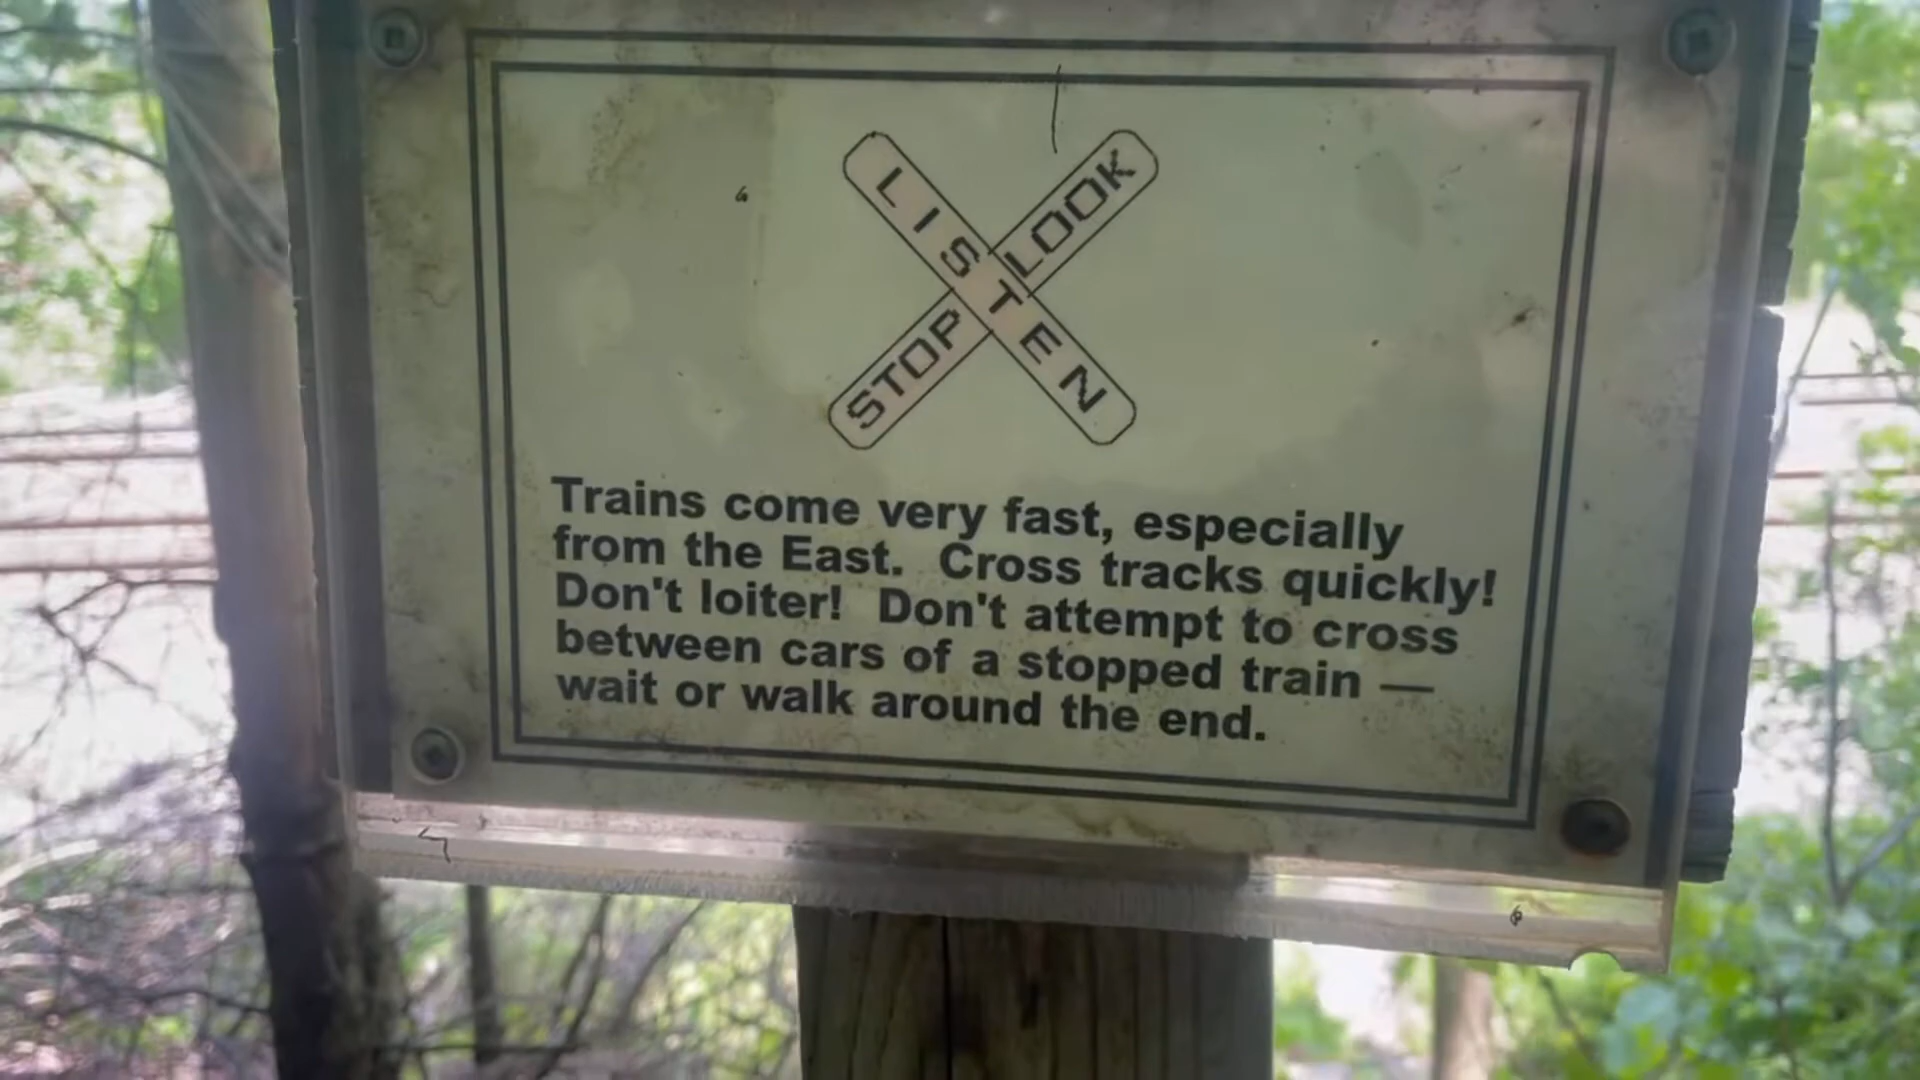 LISTEN
LOOK
STOP
Trains come very fast, especially
from the East.  Cross tracks quickly!
Don't loiter!  Don't attempt to cross
between cars of a stopped train —
wait or walk around the end.